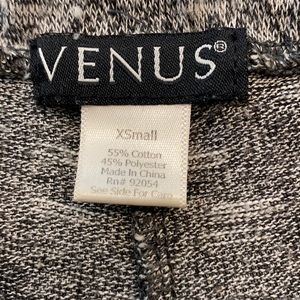 VENUS®
XSmall
55% Cotton
45% Polyester
Made In China
Rn# 92054
See Side For Care